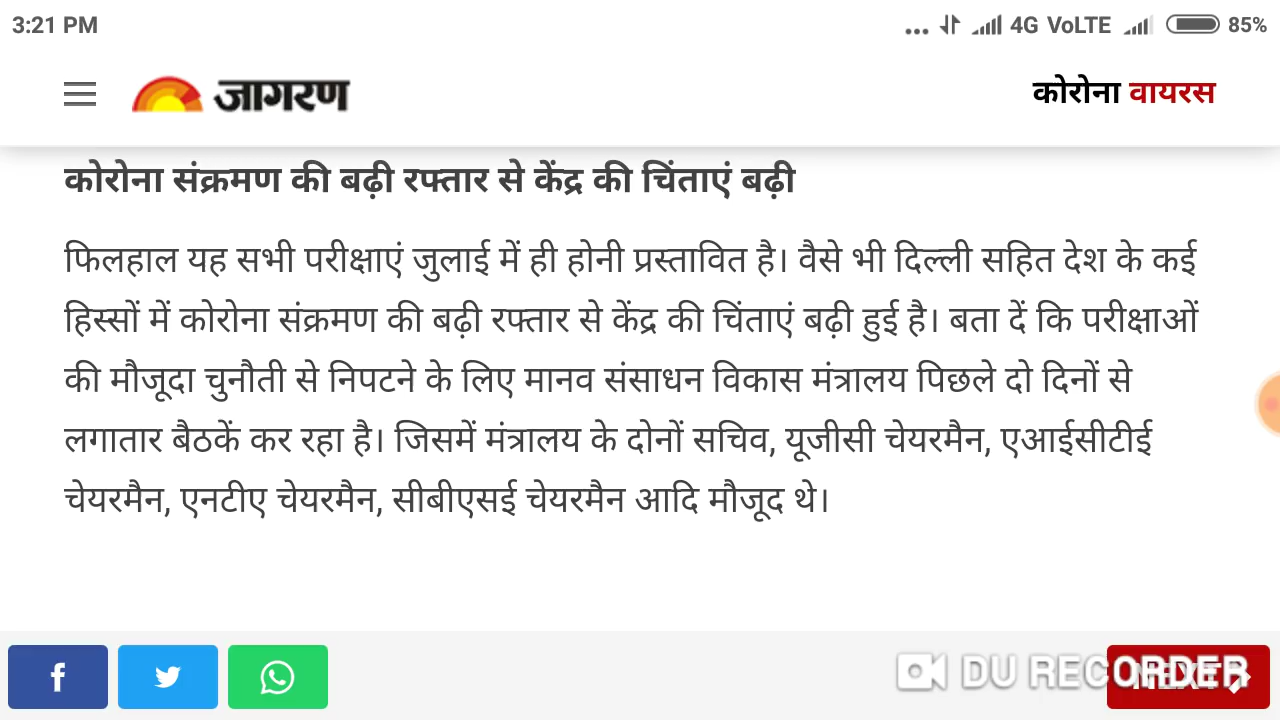 3:21 PM
... 4G VoLTE 85%
जागरण
कोरोना वायरस
कोरोना संक्रमण की बढ़ी रफ्तार से केंद्र की चिंताएं बढ़ी
फिलहाल यह सभी परीक्षाएं जुलाई में ही होनी प्रस्तावित है। वैसे भी दिल्ली सहित देश के कई
हिस्सों में कोरोना संक्रमण की बढ़ी रफ्तार से केंद्र की चिंताएं बढ़ी हुई है। बता दें कि परीक्षाओं
की मौजूदा चुनौती से निपटने के लिए मानव संसाधन विकास मंत्रालय पिछले दो दिनों से
लगातार बैठकें कर रहा है। जिसमें मंत्रालय के दोनों सचिव, यूजीसी चेयरमैन, एआईसीटीई
चेयरमैन, एनटीए चेयरमैन, सीबीएसई चेयरमैन आदि मौजूद थे।
DU RECORDER
NEXT